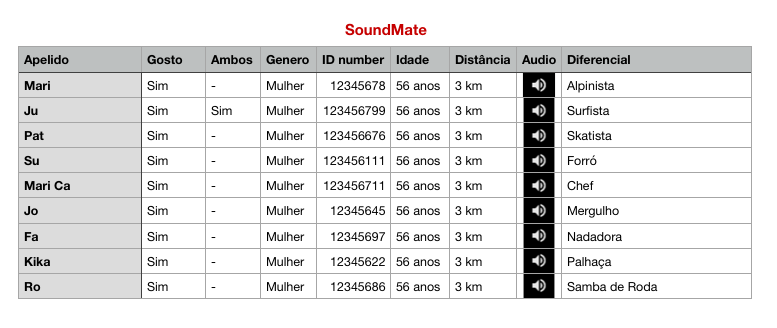 SoundMate
Apelido Gosto Ambos Genero ID number Idade Distância Audio Diferencial
Mari Sim - Mulher 12345678 56 anos 3 km Alpinista
Ju Sim Sim Mulher 123456799 56 anos 3 km Surfista
Pat Sim - Mulher 123456676 56 anos 3 km Skatista
Su Sim - Mulher 123456111 56 anos 3 km Forró
Mari Ca Sim - Mulher 123456711 56 anos 3 km Chef
Jo Sim - Mulher 12345645 56 anos 3 km Mergulho
Fa Sim - Mulher 12345697 56 anos 3 km Nadadora
Kika Sim - Mulher 12345622 56 anos 3 km Palhaça
Ro Sim - Mulher 12345686 56 anos 3 km Samba de Roda